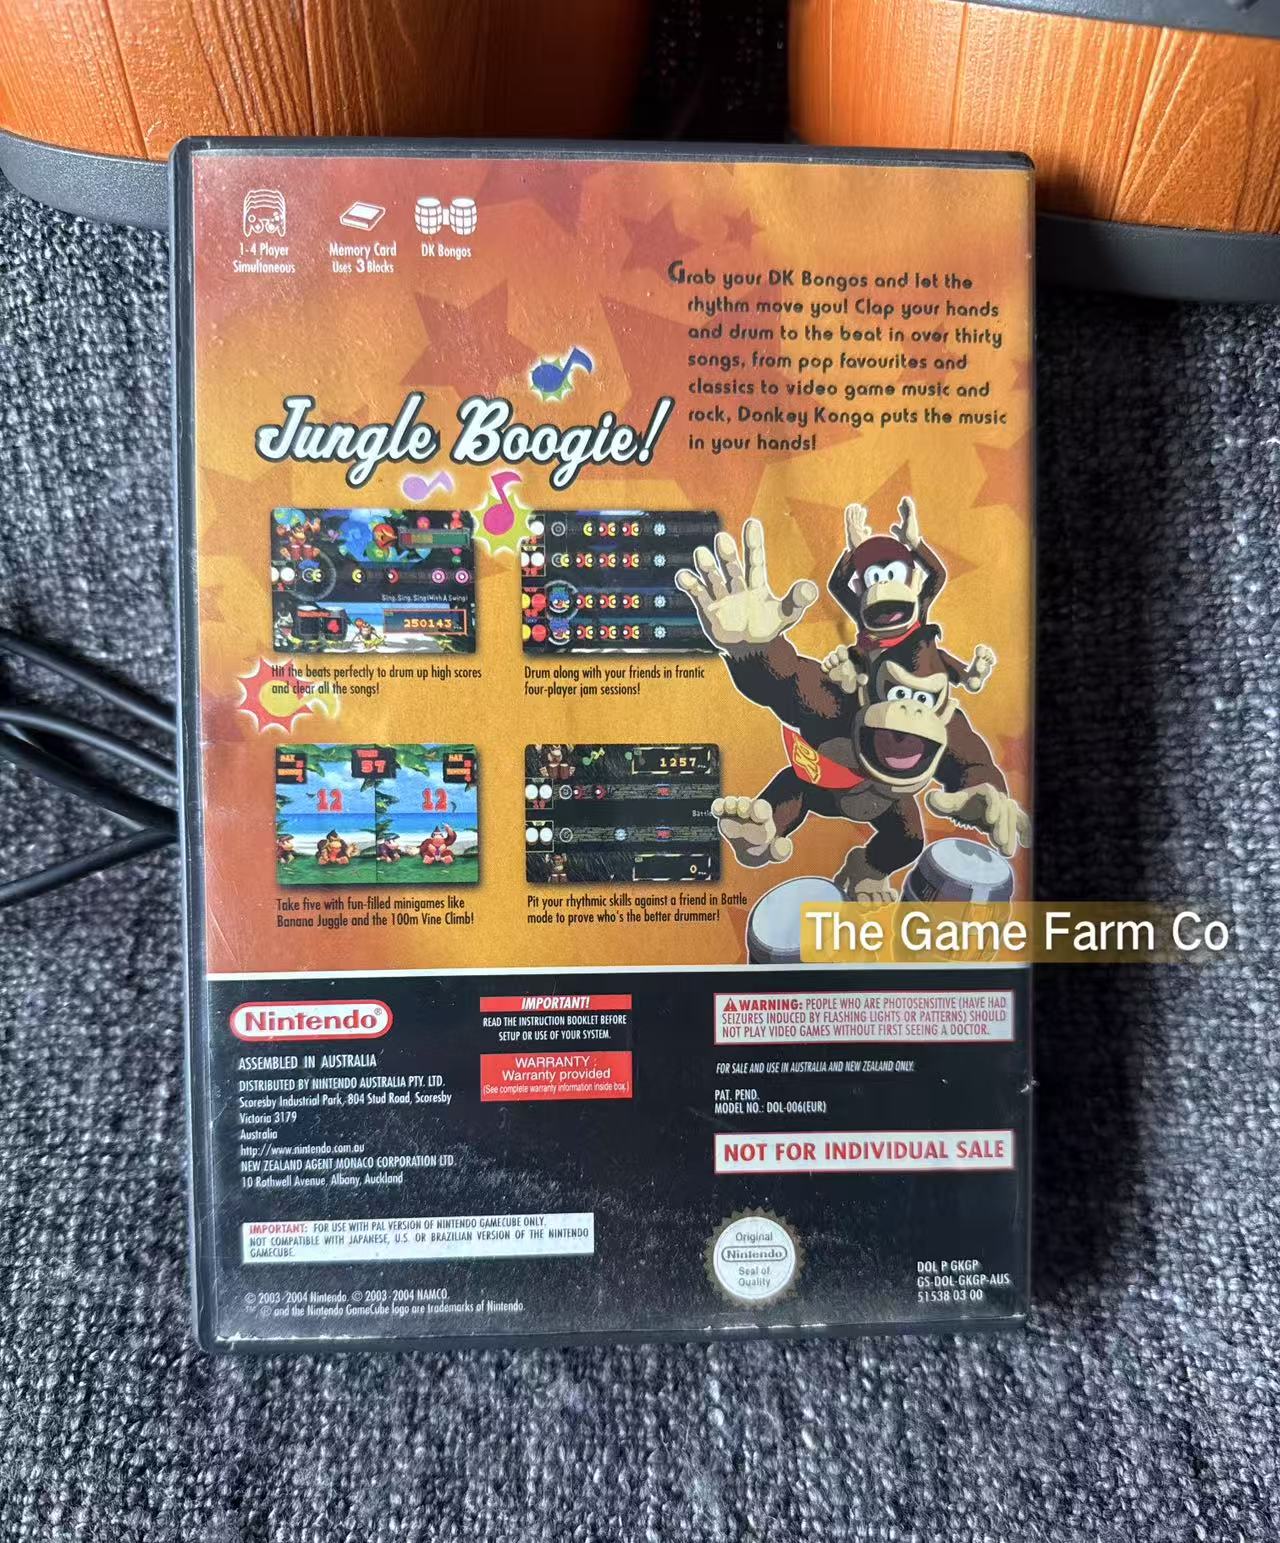 1-4 Player
Simultaneous
Memory Card
Uses 3 Blocks
DK Bongos
Grab your DK Bongos and let the
rhythm move you! Clap your hands
and drum to the beat in over thirty
songs, from pop favourites and
classics to video game music and
rock, Donkey Konga puts the music
in your hands!
Jungle Boogie!
Sing, Sing, Sing (With A Swing)
4
250143
Hit the beats perfectly to drum up high scores
and clear all the songs!
Drum along with your friends in frantic
four-player jam sessions!
57
12
12
1257
Battle
0
Take five with fun-filled minigames like
Banana Juggle and the 100m Vine Climb!
Pit your rhythmic skills against a friend in Battle
mode to prove who's the better drummer!
The Game Farm Co
Nintendo®
ASSEMBLED IN AUSTRALIA
DISTRIBUTED BY NINTENDO AUSTRALIA PTY. LTD.
Scoresby Industrial Park, 804 Stud Road, Scoresby
Victoria 3179
Australia
http://www.nintendo.com.au
NEW ZEALAND AGENT MONACO CORPORATION LTD.
10 Rothwell Avenue, Albany, Auckland
IMPORTANT!
READ THE INSTRUCTION BOOKLET BEFORE
SETUP OR USE OF YOUR SYSTEM.
WARRANTY :
Warranty provided
(See complete warranty information inside box.)
⚠WARNING: PEOPLE WHO ARE PHOTOSENSITIVE (HAVE HAD
SEIZURES INDUCED BY FLASHING LIGHTS OR PATTERNS) SHOULD
NOT PLAY VIDEO GAMES WITHOUT FIRST SEEING A DOCTOR.
FOR SALE AND USE IN AUSTRALIA AND NEW ZEALAND ONLY.
PAT. PEND.
MODEL NO.: DOL-006(EUR)
NOT FOR INDIVIDUAL SALE
IMPORTANT: FOR USE WITH PAL VERSION OF NINTENDO GAMECUBE ONLY.
NOT COMPATIBLE WITH JAPANESE, U.S. OR BRAZILIAN VERSION OF THE NINTENDO
GAMECUBE.
Original
Nintendo
Seal of
Quality
DOL P GKGP
GS-DOL-GKGP-AUS
51538 03 00
© 2003-2004 Nintendo. © 2003-2004 NAMCO.
™, ® and the Nintendo GameCube logo are trademarks of Nintendo.